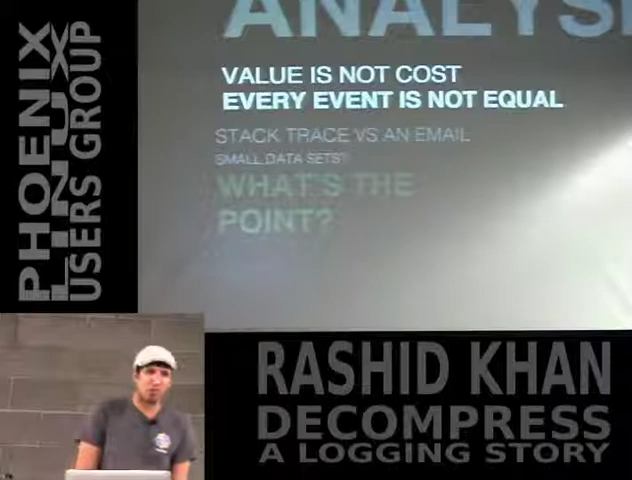 PHOENIX
LINUX
USERS GROUP
ANALYSI
VALUE IS NOT COST
EVERY EVENT IS NOT EQUAL
STACK TRACE VS AN EMAIL
SMALL DATA SETS?
WHAT'S THE
POINT?
RASHID KHAN
DECOMPRESS
A LOGGING STORY